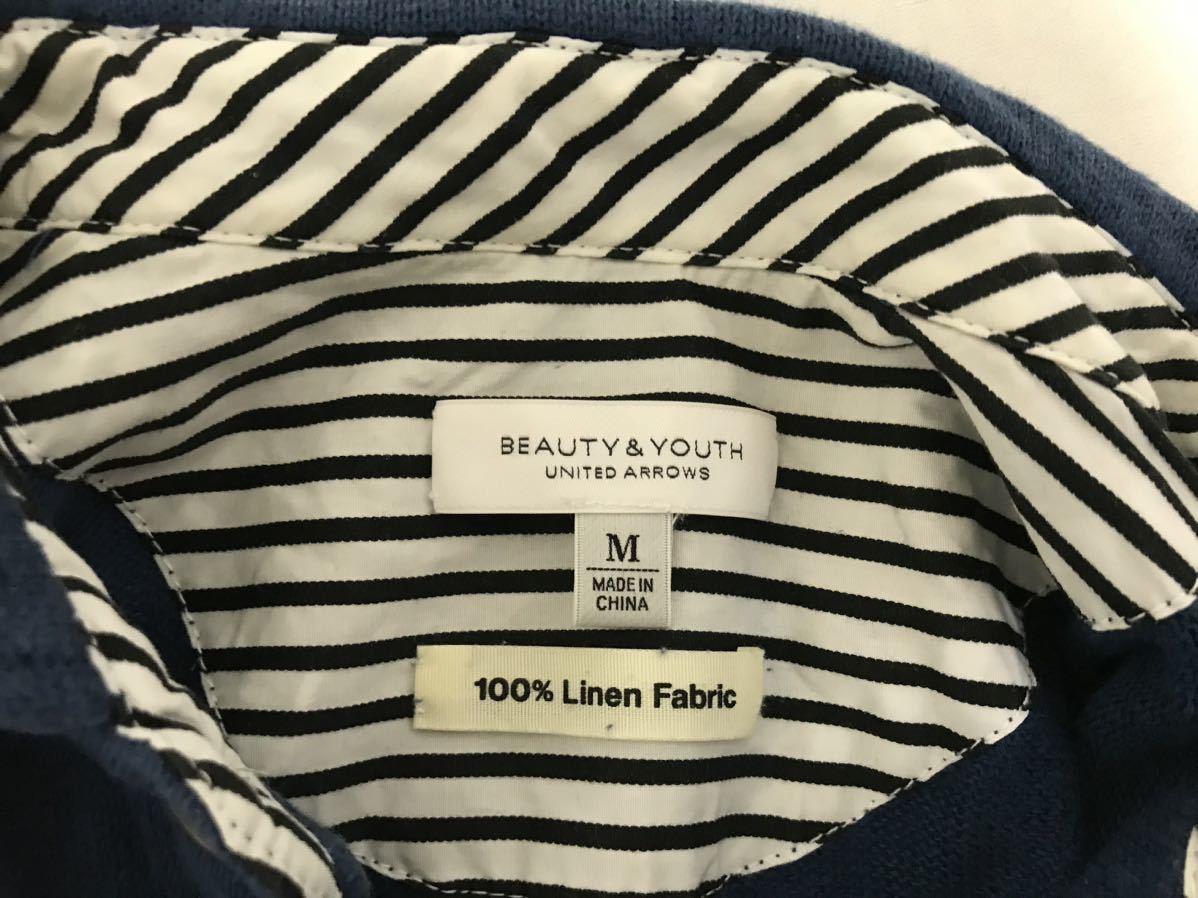 BEAUTY & YOUTH
UNITED ARROWS
M
MADE IN
CHINA
100% Linen Fabric